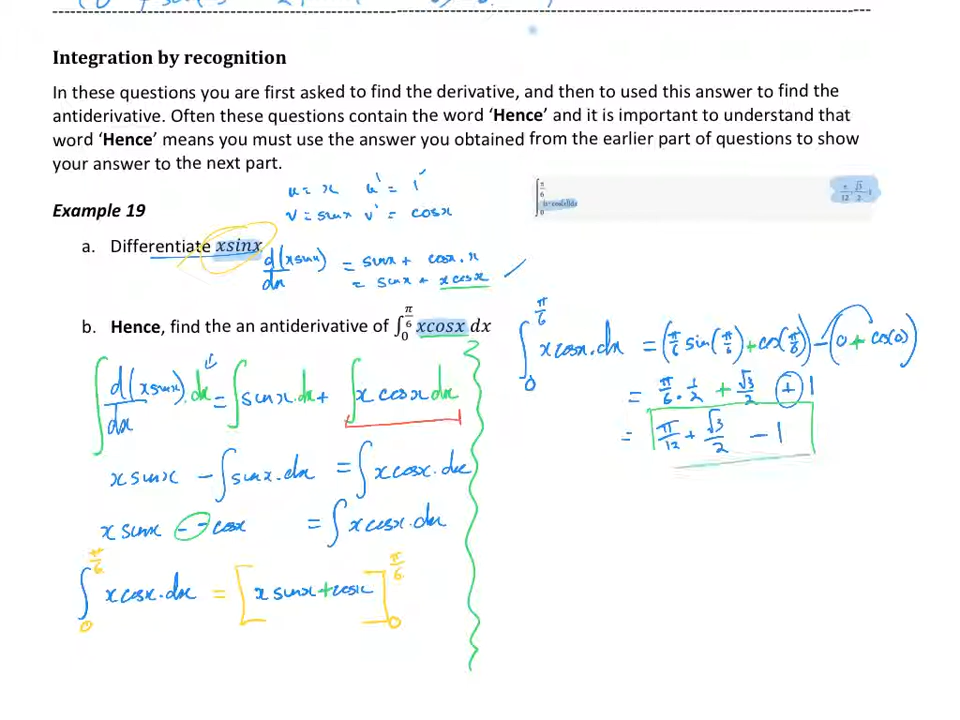 Integration by recognition
In these questions you are first asked to find the derivative, and then to used this answer to find the
antiderivative. Often these questions contain the word ‘Hence’ and it is important to understand that
word ‘Hence’ means you must use the answer you obtained from the earlier part of questions to show
your answer to the next part.
u = x u' = 1
v = sinx v' = cosx
Example 19
a. Differentiate xsinx
d(xsinx)/dx = sinx + cosx.x
= sinx + x cosx
b. Hence, find the an antiderivative of ∫₀^(π/6) xcosx dx
∫ d(xsinx)/dx .dx = ∫ sinx.dx + ∫ x cosx dx
x sinx − ∫ sinx.dx = ∫ x cosx.dx
x sinx − − cosx = ∫ x cosx.dx
∫₀^(π/6) x cosx.dx = [x sinx + cosx]₀^(π/6)
∫₀^(π/6) x cosx.dx = (π/6 sin(π/6) + cos(π/6)) − (0 + cos(0))
= π/6 . 1/2 + √3/2 ± 1
= π/12 + √3/2 − 1